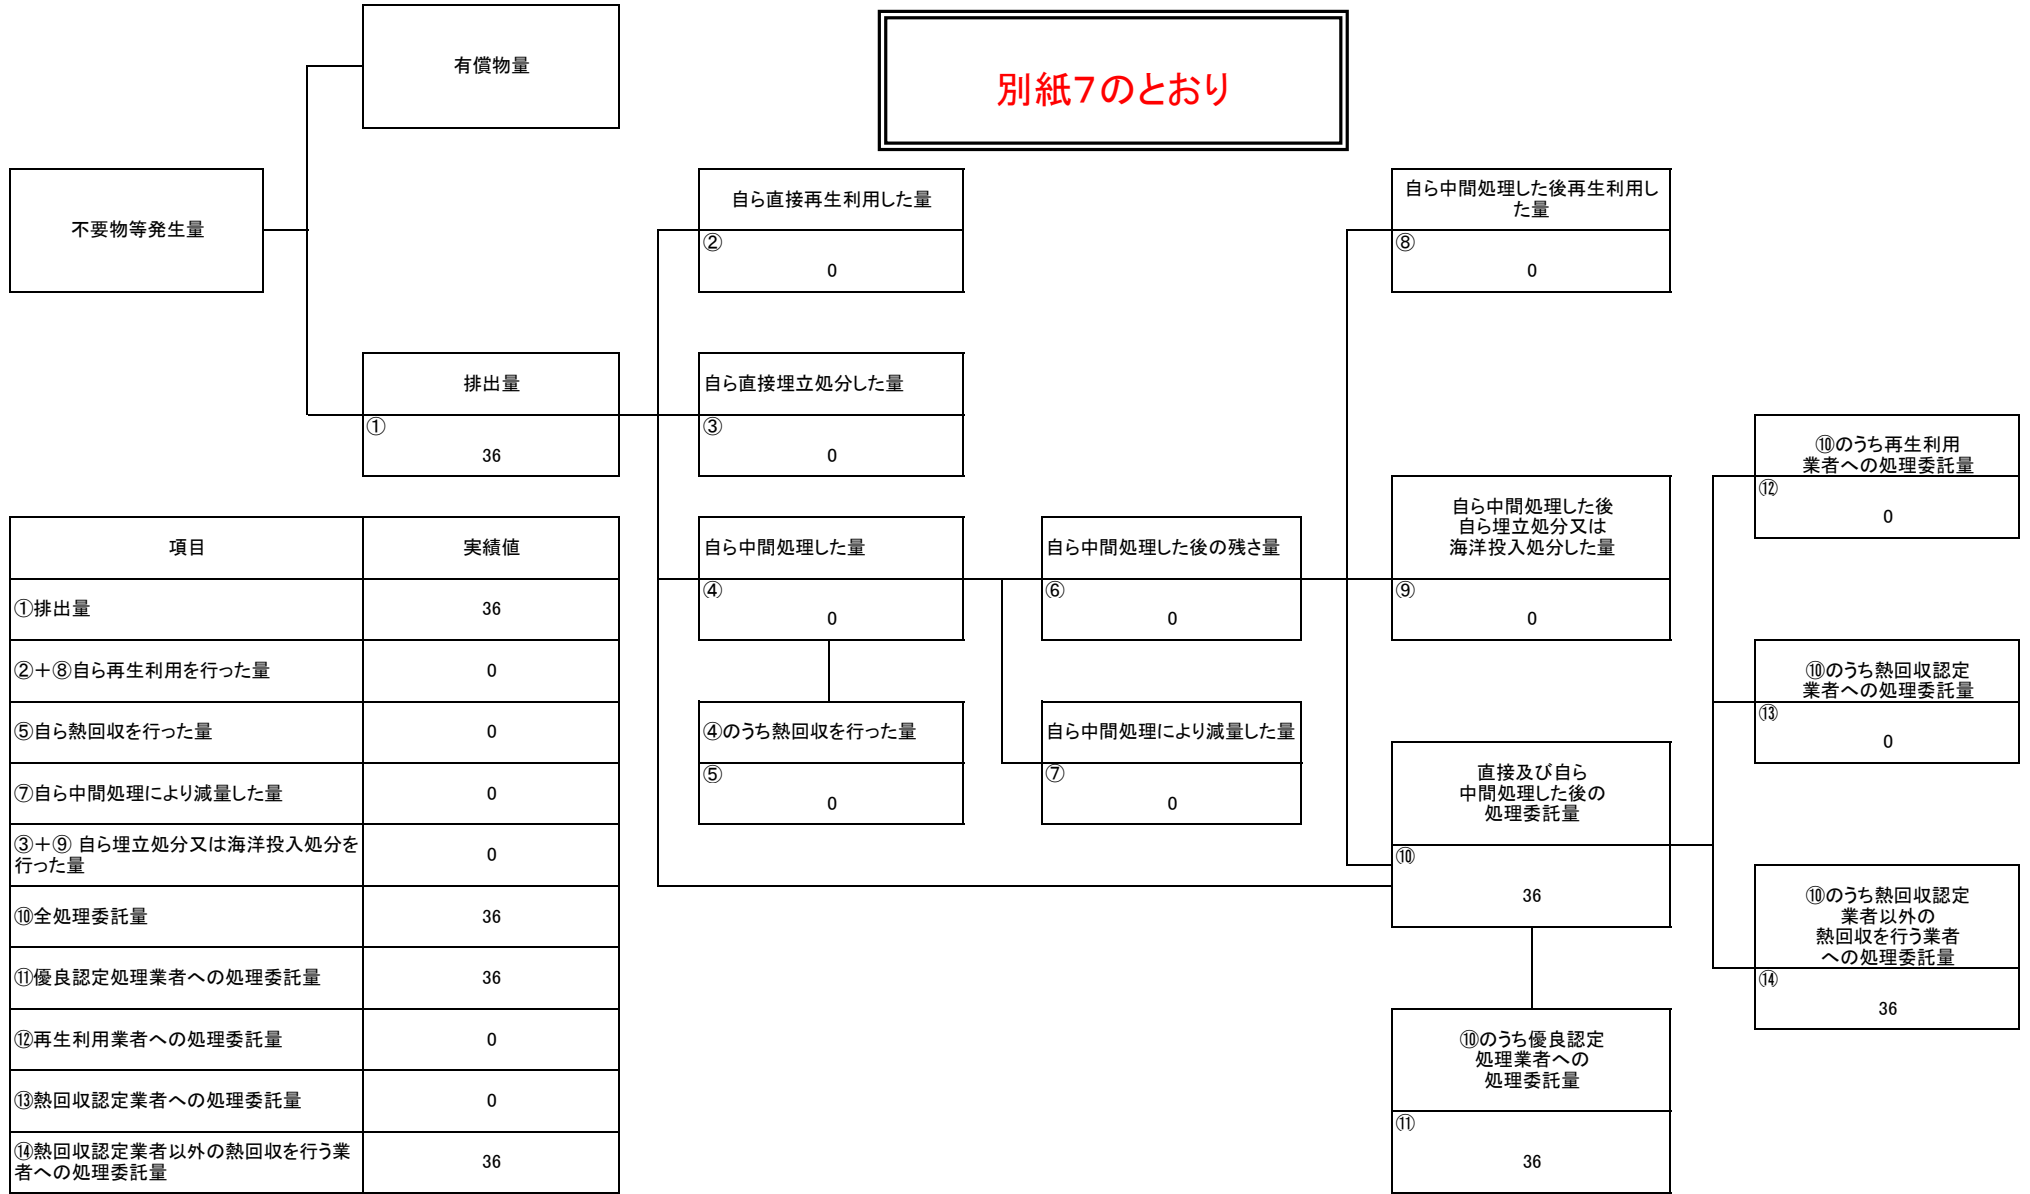 有償物量
別紙７のとおり
不要物等発生量
自ら直接再生利用した量
②
0
自ら中間処理した後再生利用し
た量
⑧
0
排出量
①
36
自ら直接埋立処分した量
③
0
⑩のうち再生利用
業者への処理委託量
⑫
0
自ら中間処理した量
④
0
自ら中間処理した後の残さ量
⑥
0
自ら中間処理した後
自ら埋立処分又は
海洋投入処分した量
⑨
0
⑩のうち熱回収認定
業者への処理委託量
⑬
0
④のうち熱回収を行った量
⑤
0
自ら中間処理により減量した量
⑦
0
直接及び自ら
中間処理した後の
処理委託量
⑩
36
⑩のうち熱回収認定
業者以外の
熱回収を行う業者
への処理委託量
⑭
36
⑩のうち優良認定
処理業者への
処理委託量
⑪
36
項目 実績値
①排出量 36
②＋⑧自ら再生利用を行った量 0
⑤自ら熱回収を行った量 0
⑦自ら中間処理により減量した量 0
③＋⑨ 自ら埋立処分又は海洋投入処分を
行った量 0
⑩全処理委託量 36
⑪優良認定処理業者への処理委託量 36
⑫再生利用業者への処理委託量 0
⑬熱回収認定業者への処理委託量 0
⑭熱回収認定業者以外の熱回収を行う業
者への処理委託量 36